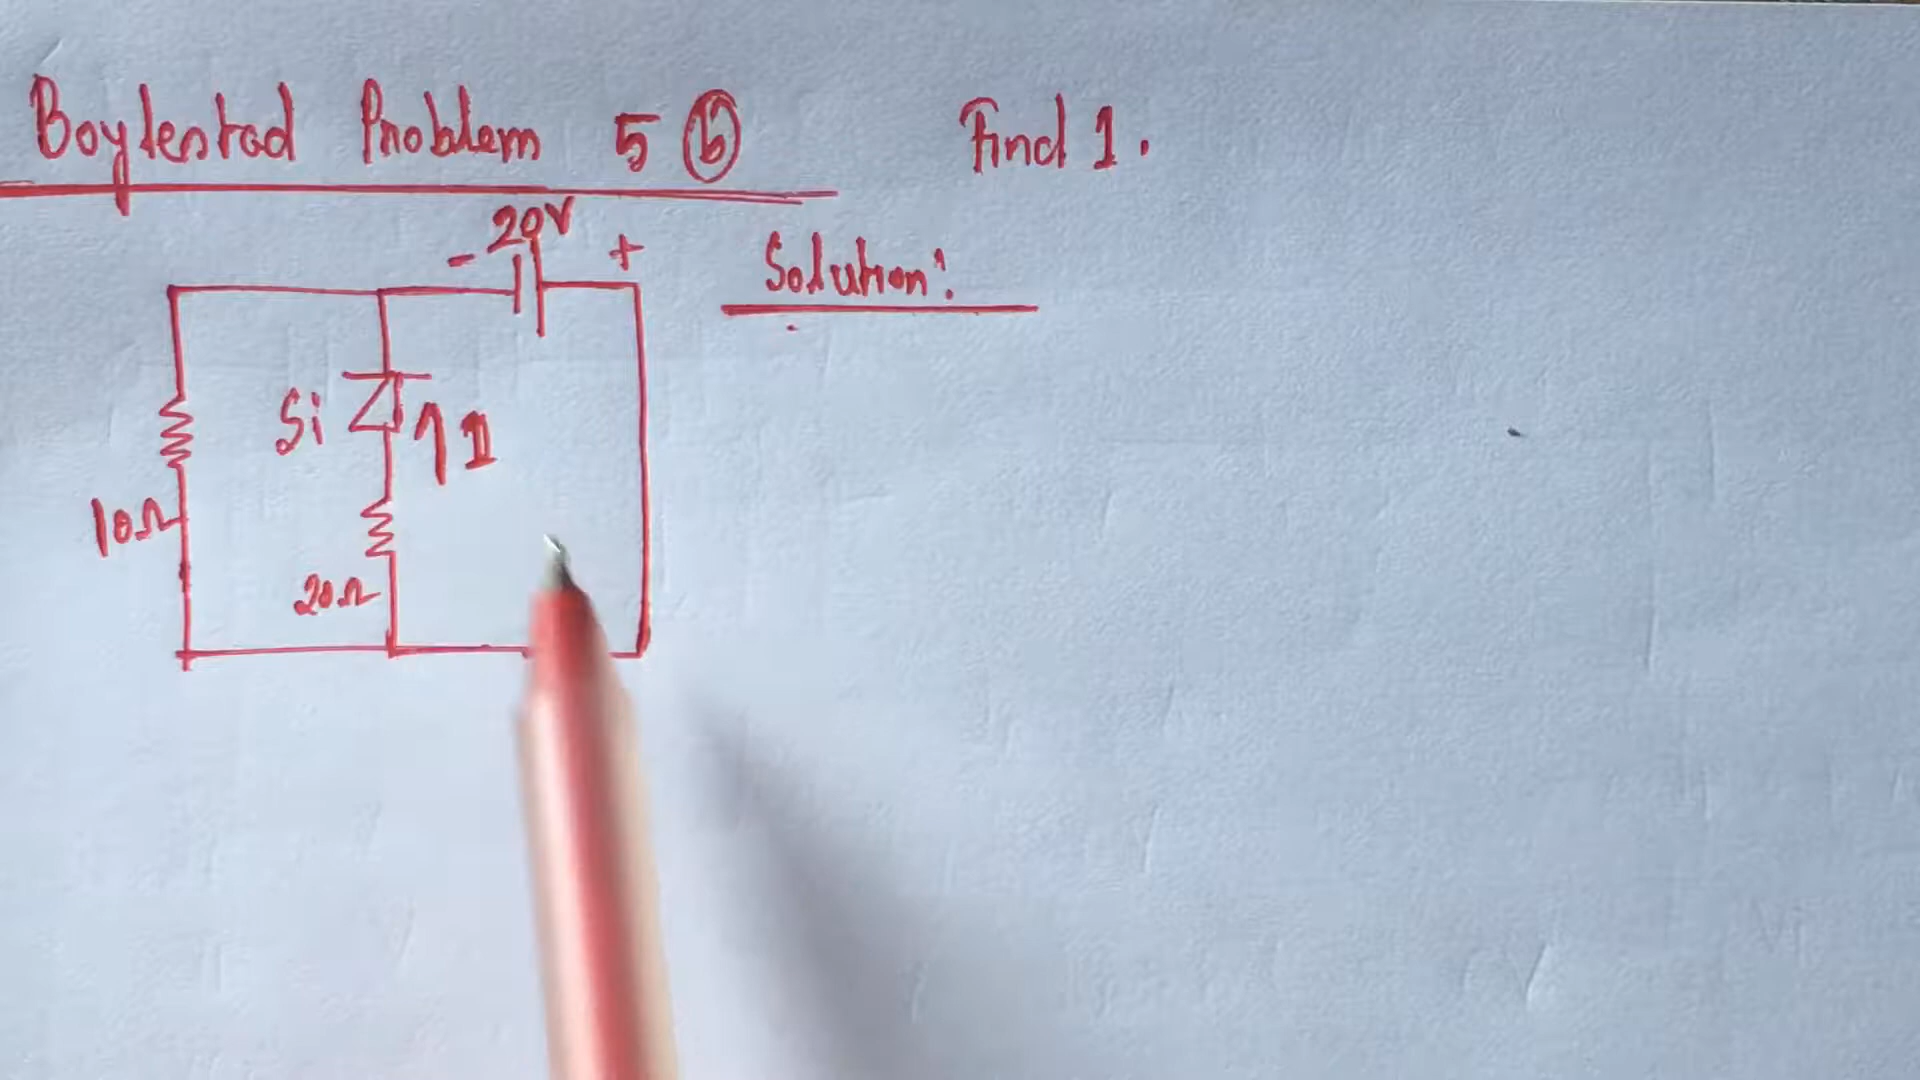 Boylestad Problem 5 ⓑ
Find I.
- 20V +
Solution:
Si
I
10Ω
20Ω